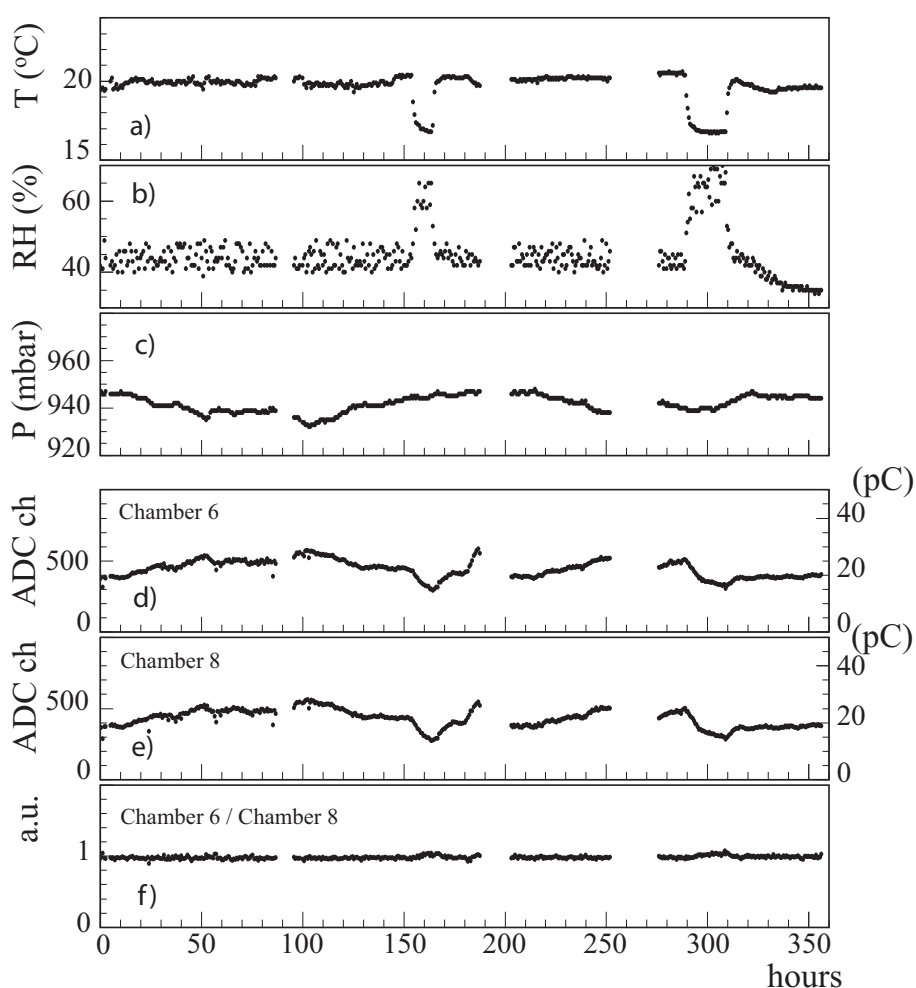 T (°C)
20
15
a)
RH (%)
60
40
b)
P (mbar)
960
940
920
c)
(pC)
ADC ch
Chamber 6
500
0
40
20
0
d)
(pC)
ADC ch
Chamber 8
500
0
40
20
0
e)
a.u.
Chamber 6 / Chamber 8
1
0
f)
0 50 100 150 200 250 300 350
hours